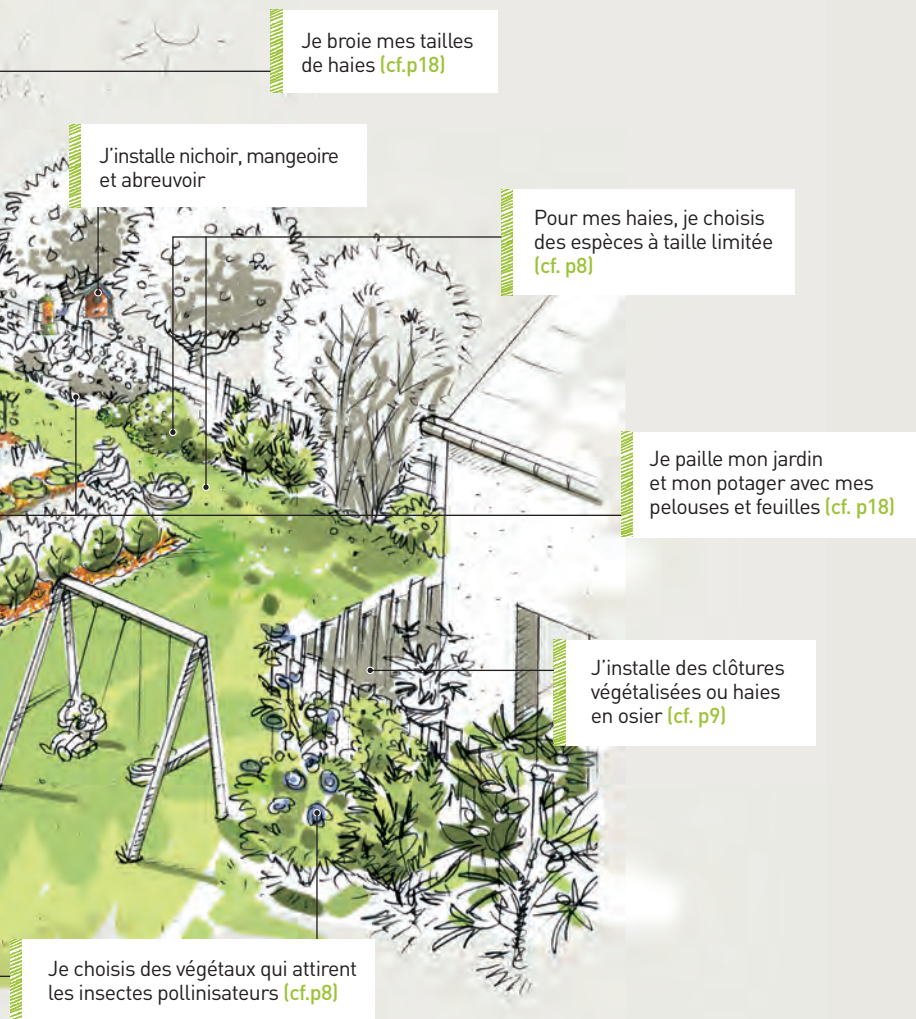 Je broie mes tailles
de haies (cf.p18)
J'installe nichoir, mangeoire
et abreuvoir
Pour mes haies, je choisis
des espèces à taille limitée
(cf. p8)
Je paille mon jardin
et mon potager avec mes
pelouses et feuilles (cf. p18)
J'installe des clôtures
végétalisées ou haies
en osier (cf. p9)
Je choisis des végétaux qui attirent
les insectes pollinisateurs (cf.p8)